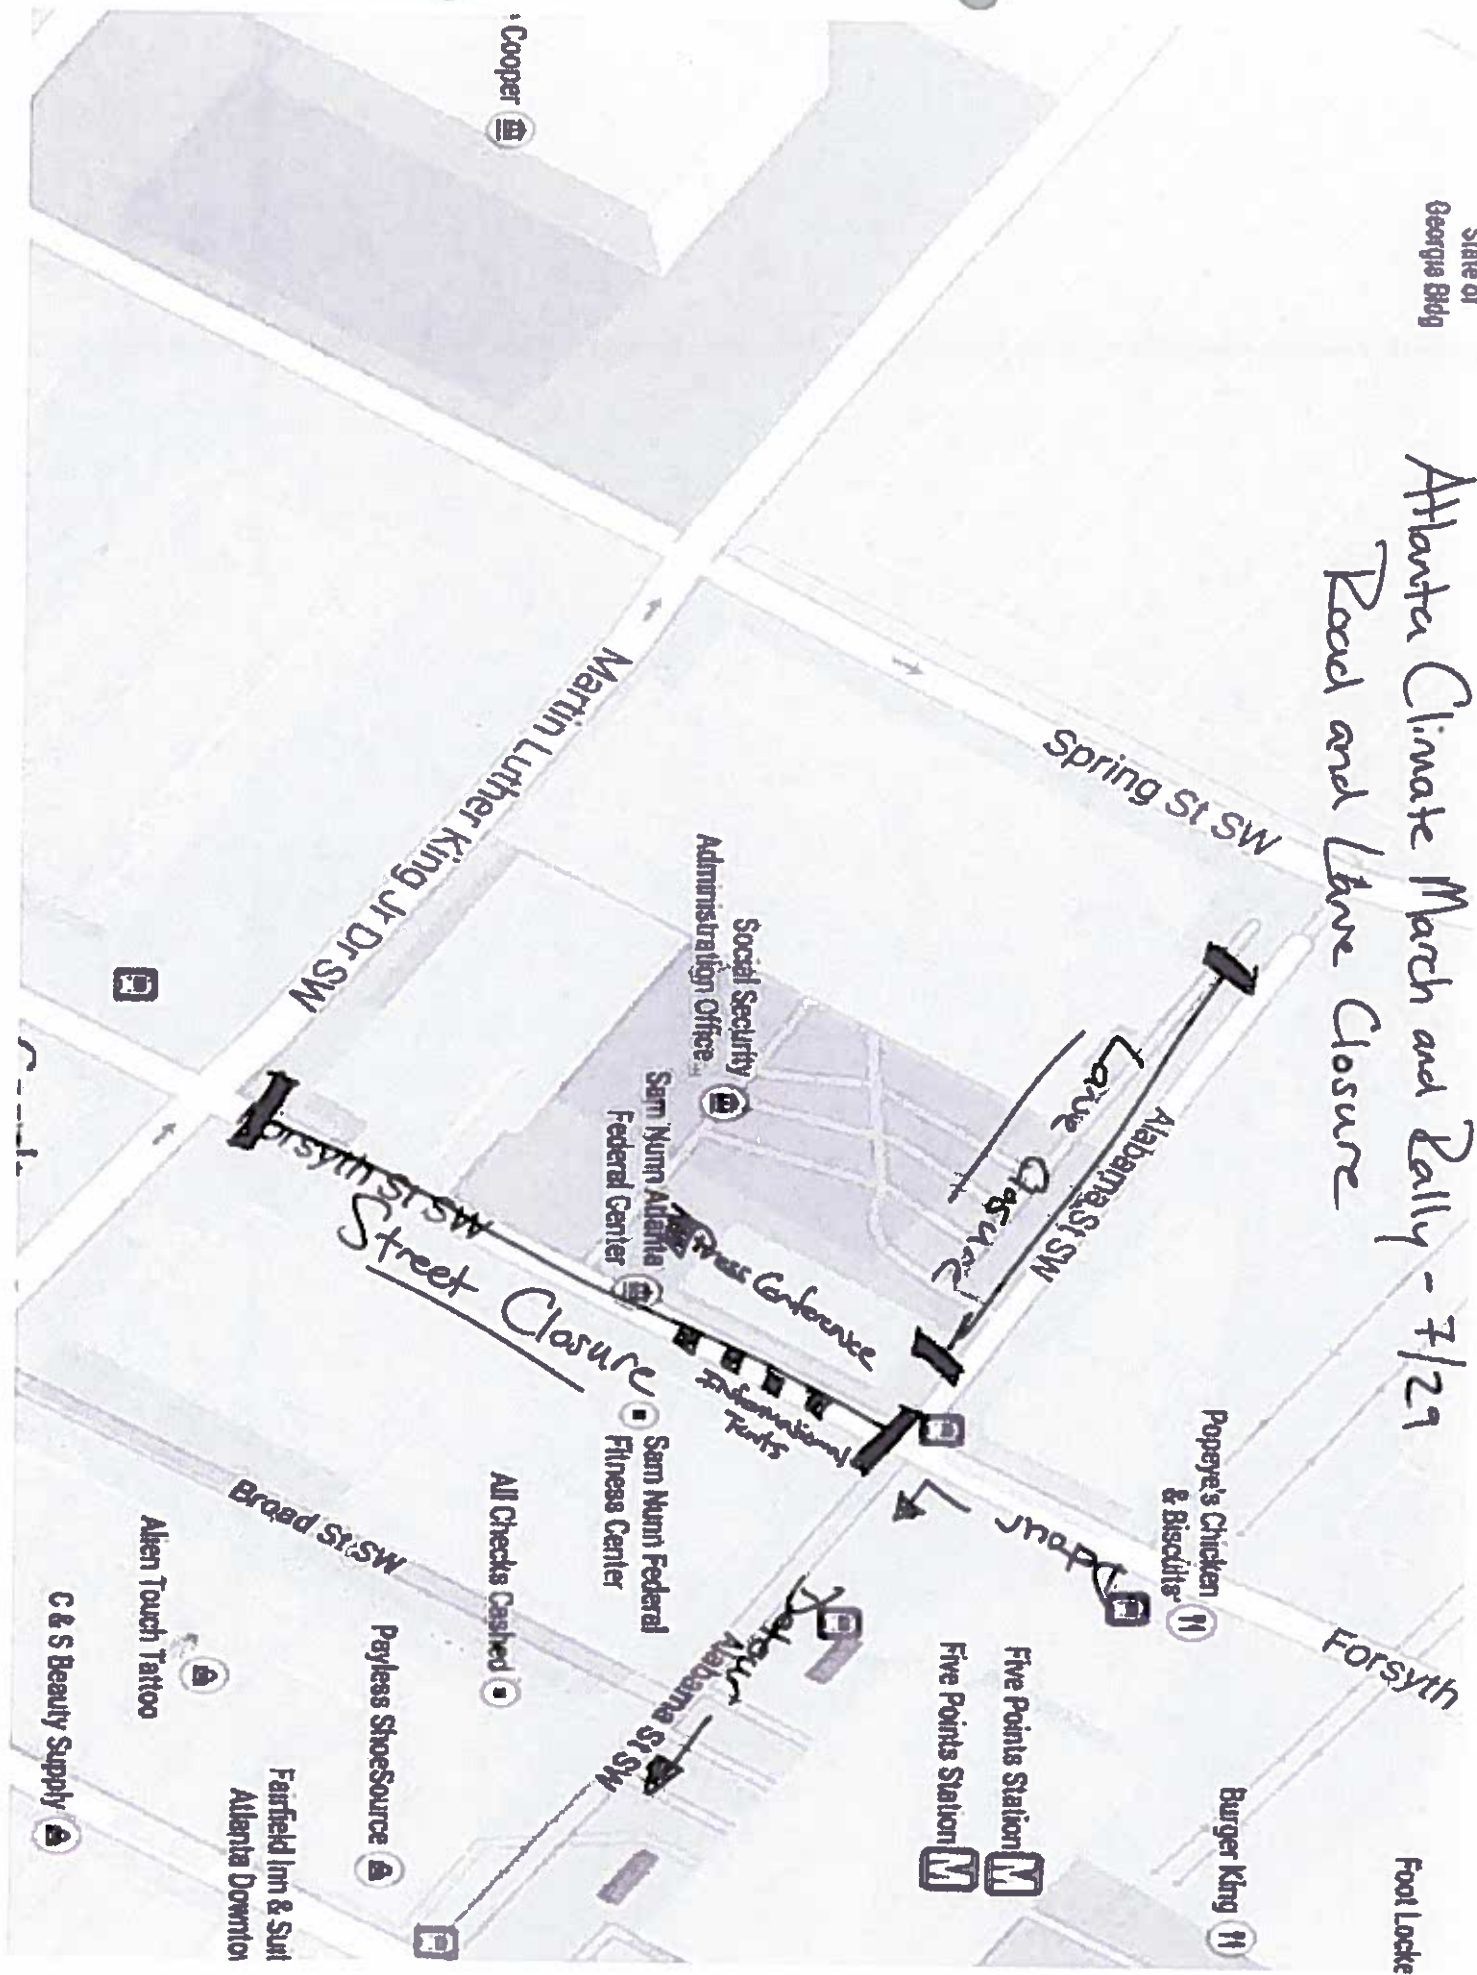 Atlanta Climate March and Rally - 7/29
Road and Lane Closure
State of
Georgia Bldg
Foot Locke
Popeye's Chicken
& Biscuits
Burger King
Forsyth
Spring St SW
Alabama St SW
Lane Closure
Detour
Five Points Station
Five Points Station
Detour
Alabama St SW
Social Security
Administration Office
Press Conference
Informational
Tents
Sam Nunn Atlanta
Federal Center
Sam Nunn Federal
Fitness Center
Cooper
Martin Luther King Jr Dr SW
Forsyth St SW
Street Closure
All Checks Cashed
Payless ShoeSource
Broad St SW
Fairfield Inn & Suit
Atlanta Downtow
Alien Touch Tattoo
C & S Beauty Supply